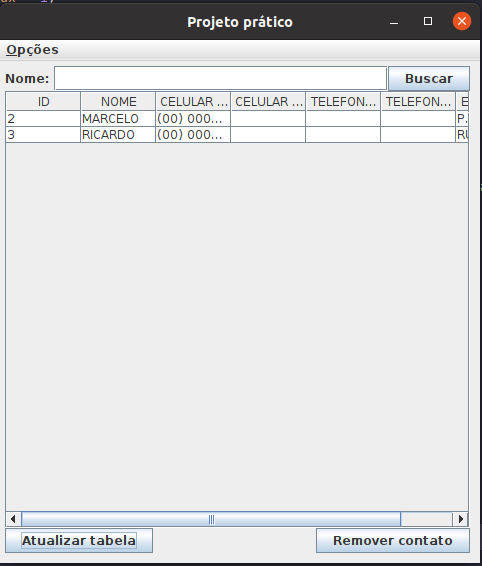 Projeto prático
Opções
Nome: Buscar
ID NOME CELULAR ... CELULAR ... TELEFON... TELEFON... E
2 MARCELO (00) 000... P.
3 RICARDO (00) 000... RU
Atualizar tabela Remover contato